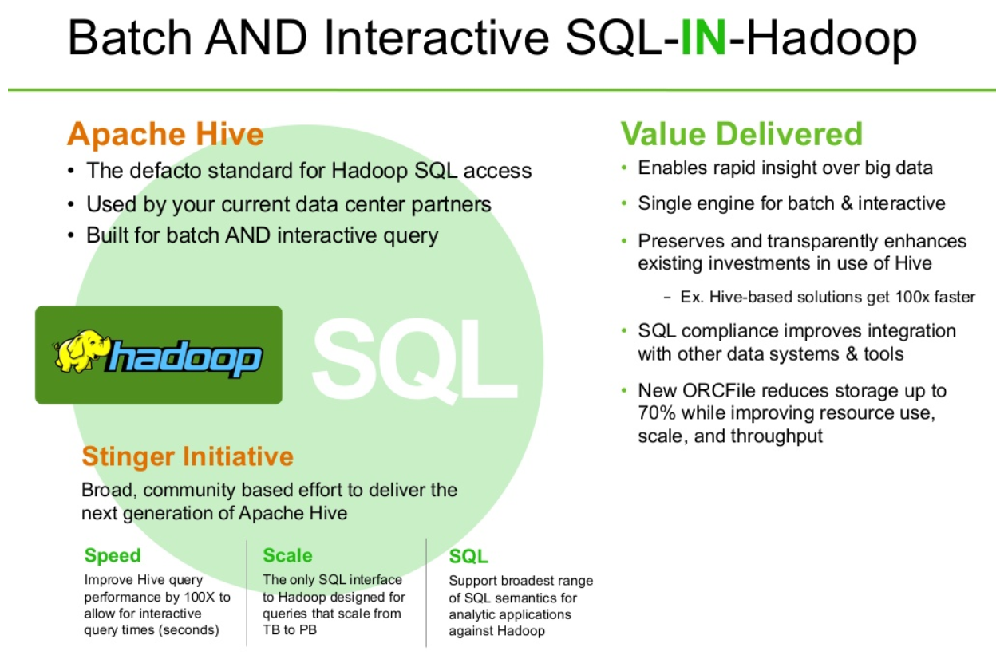 Batch AND Interactive SQL-IN-Hadoop
Apache Hive
• The defacto standard for Hadoop SQL access
• Used by your current data center partners
• Built for batch AND interactive query
hadoop
SQL
Stinger Initiative
Broad, community based effort to deliver the
next generation of Apache Hive
Speed
Improve Hive query
performance by 100X to
allow for interactive
query times (seconds)
Scale
The only SQL interface
to Hadoop designed for
queries that scale from
TB to PB
SQL
Support broadest range
of SQL semantics for
analytic applications
against Hadoop
Value Delivered
• Enables rapid insight over big data
• Single engine for batch & interactive
• Preserves and transparently enhances
existing investments in use of Hive
– Ex. Hive-based solutions get 100x faster
• SQL compliance improves integration
with other data systems & tools
• New ORCFile reduces storage up to
70% while improving resource use,
scale, and throughput